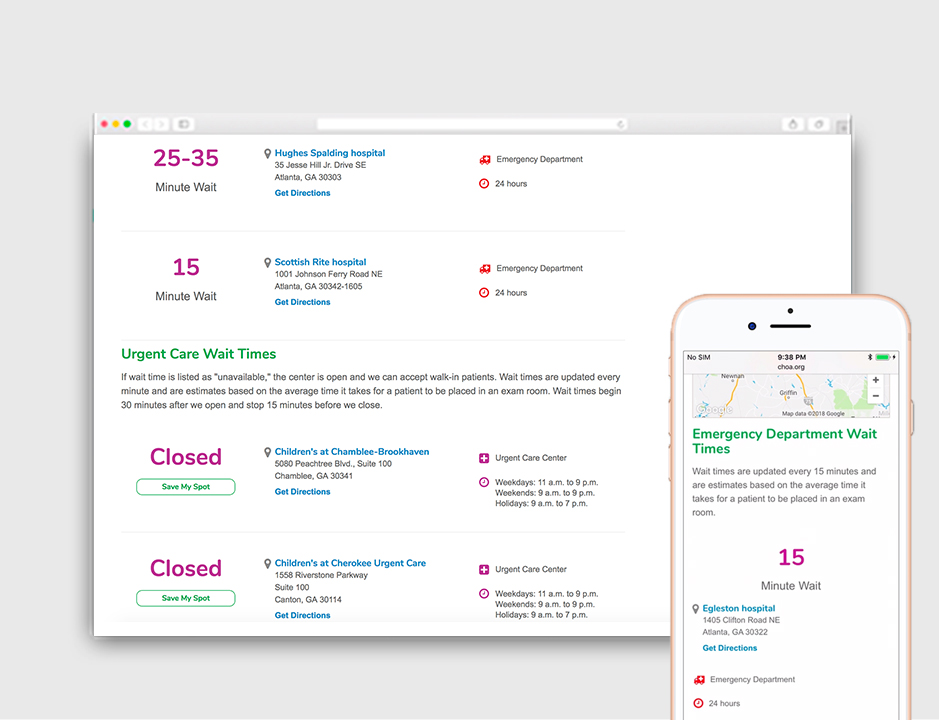 25-35
Minute Wait
Hughes Spalding hospital
35 Jesse Hill Jr. Drive SE
Atlanta, GA 30303
Get Directions
Emergency Department
24 hours
15
Minute Wait
Scottish Rite hospital
1001 Johnson Ferry Road NE
Atlanta, GA 30342-1605
Get Directions
Emergency Department
24 hours
Urgent Care Wait Times
If wait time is listed as "unavailable," the center is open and we can accept walk-in patients. Wait times are updated every
minute and are estimates based on the average time it takes for a patient to be placed in an exam room. Wait times begin
30 minutes after we open and stop 15 minutes before we close.
Closed
Save My Spot
Children's at Chamblee-Brookhaven
5080 Peachtree Blvd., Suite 100
Chamblee, GA 30341
Get Directions
Urgent Care Center
Weekdays: 11 a.m. to 9 p.m.
Weekends: 9 a.m. to 9 p.m.
Holidays: 9 a.m. to 7 p.m.
Closed
Save My Spot
Children's at Cherokee Urgent Care
1558 Riverstone Parkway
Suite 100
Canton, GA 30114
Get Directions
Urgent Care Center
Weekdays: 11 a.m. to 9 p.m.
Weekends: 9 a.m. to 9 p.m.
Holidays: 9 a.m. to 7 p.m.
No SIM 9:38 PM
choa.org
Newnan
Griffin
Google
Map data ©2018 Google
Emergency Department Wait
Times
Wait times are updated every 15 minutes and
are estimates based on the average time it
takes for a patient to be placed in an exam
room.
15
Minute Wait
Egleston hospital
1405 Clifton Road NE
Atlanta, GA 30322
Get Directions
Emergency Department
24 hours